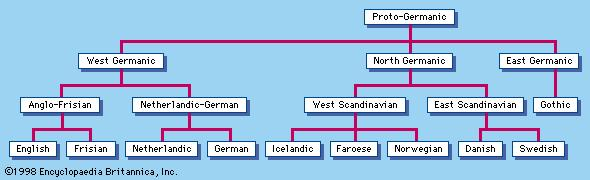 Proto-Germanic
West Germanic
North Germanic
East Germanic
Anglo-Frisian
Netherlandic-German
West Scandinavian
East Scandinavian
Gothic
English
Frisian
Netherlandic
German
Icelandic
Faroese
Norwegian
Danish
Swedish
©1998 Encyclopaedia Britannica, Inc.